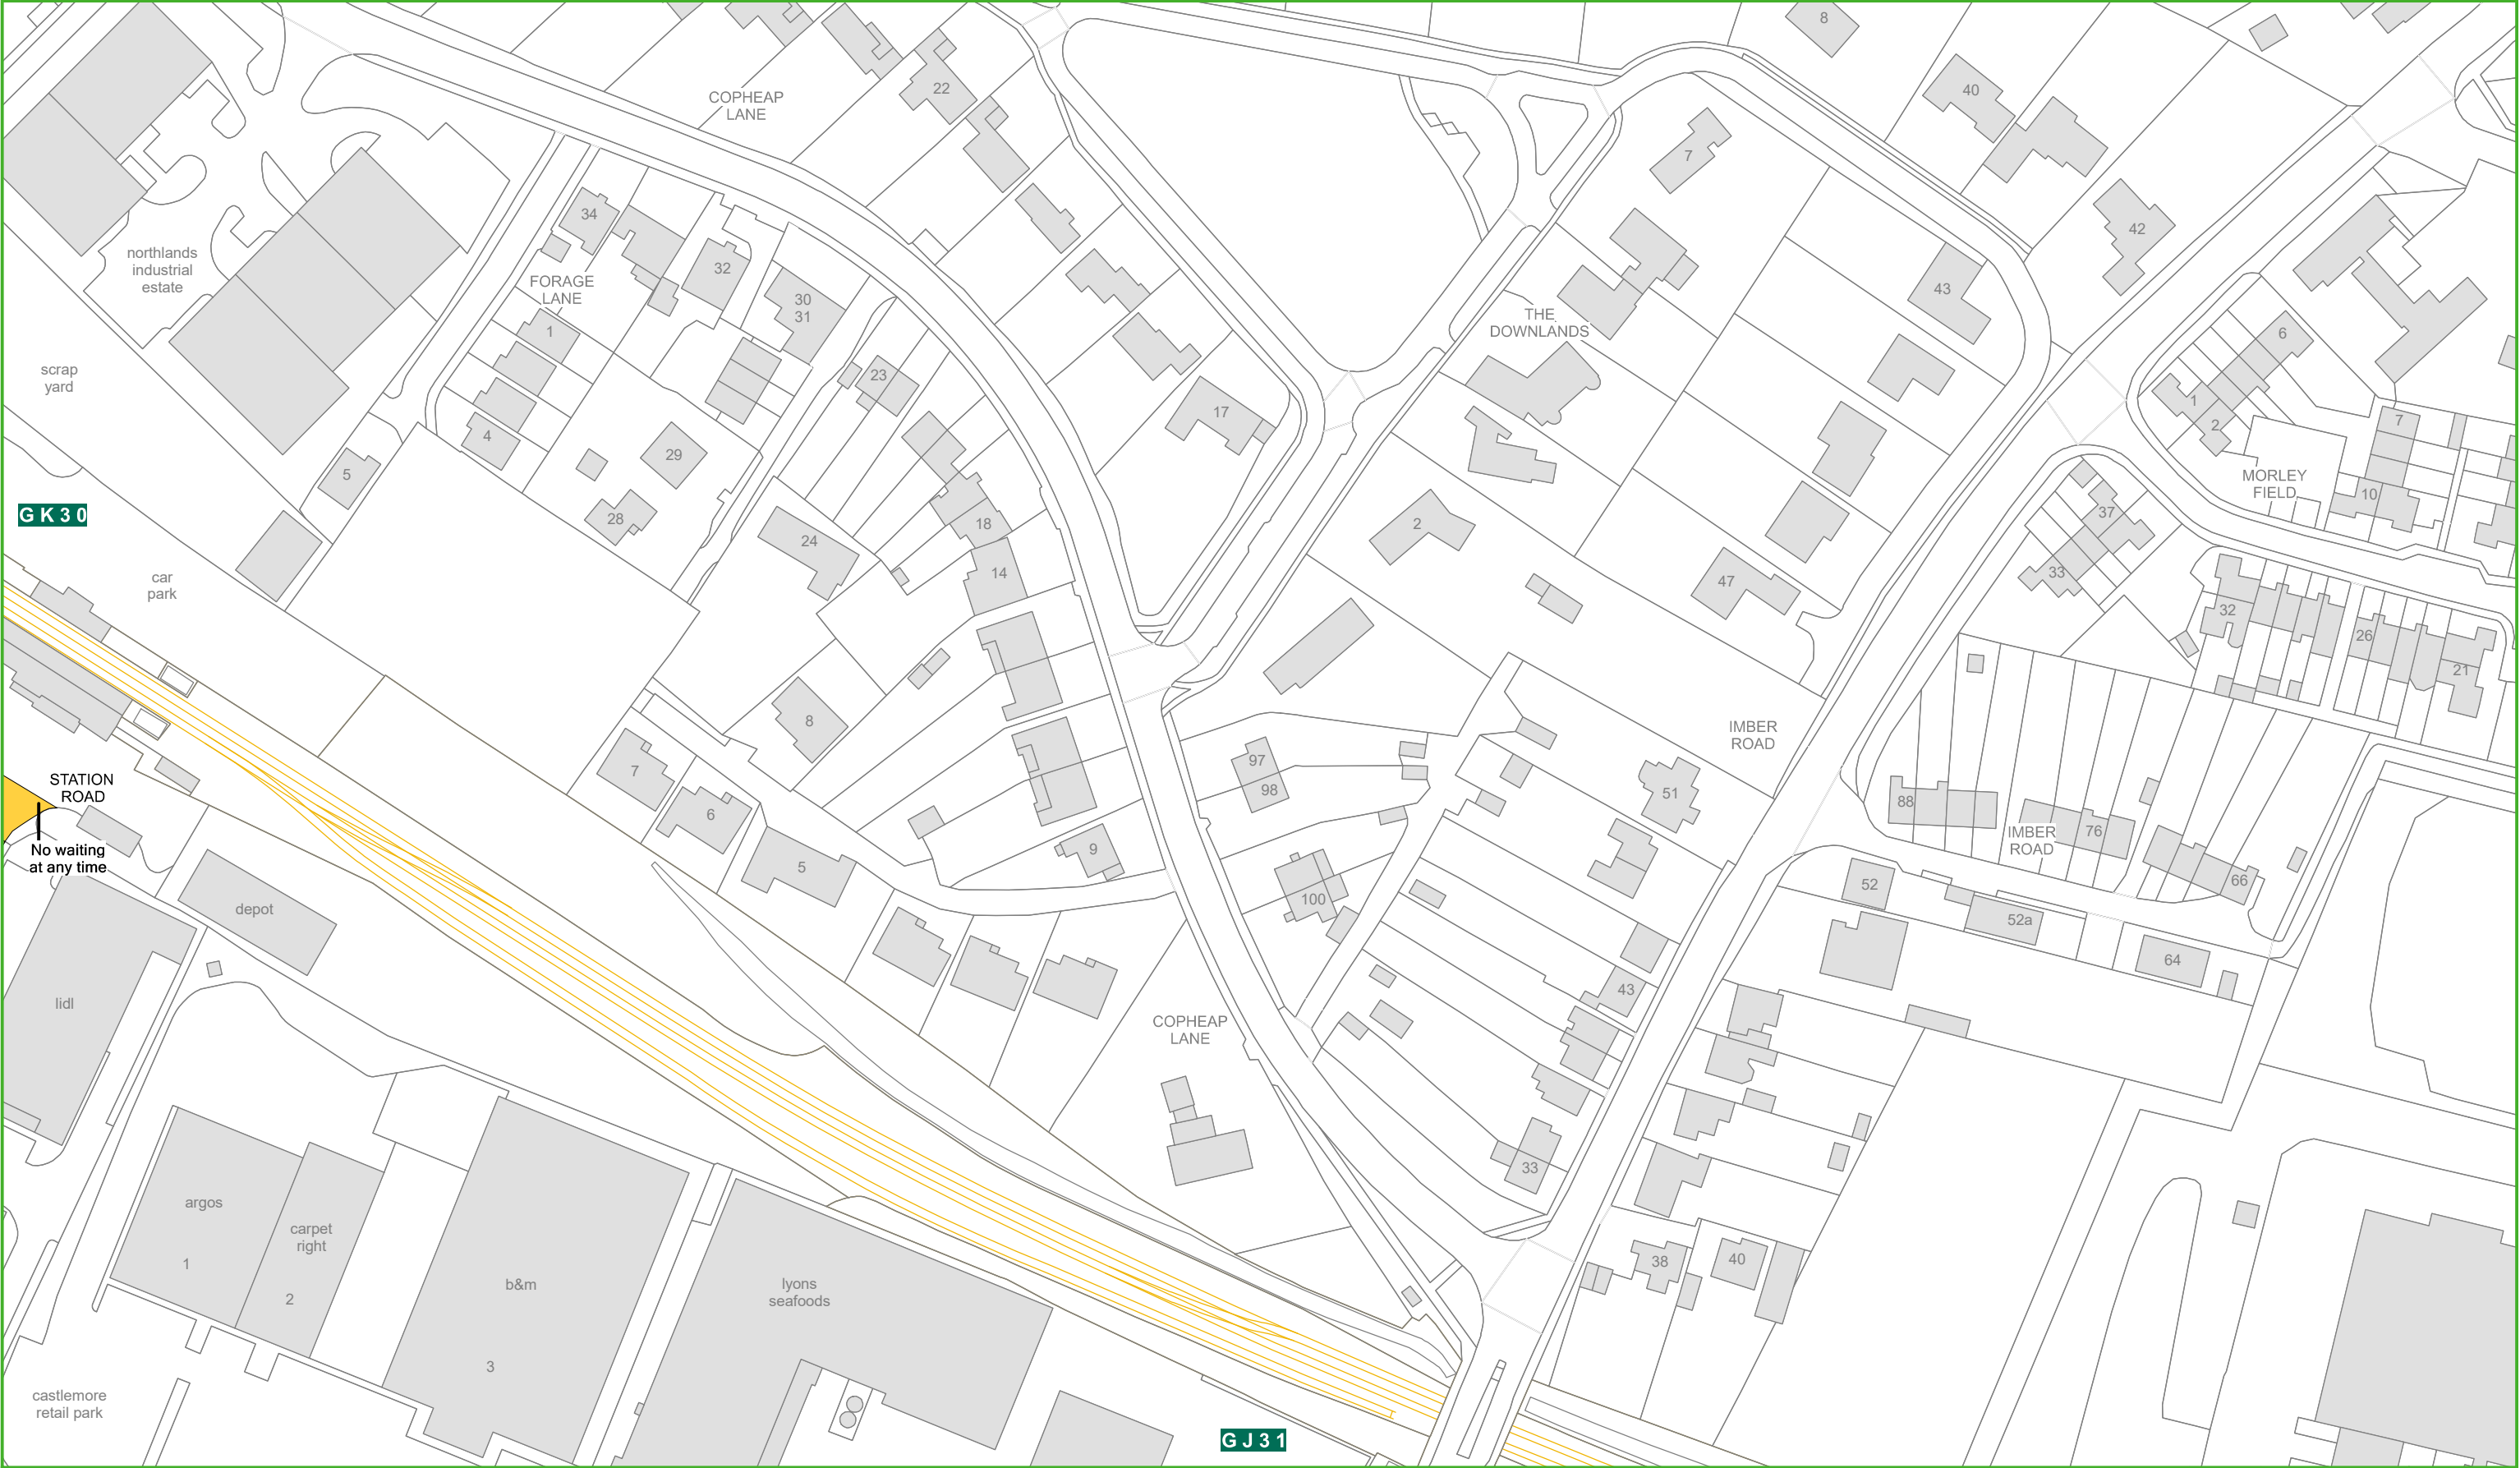 8
COPHEAP
LANE
22
40
7
34
42
northlands
industrial
estate
32
FORAGE
LANE
43
30
31
THE
DOWNLANDS
1
6
scrap
yard
23
1
17
2
7
4
29
5
MORLEY
FIELD
10
GK30
28
18
2
37
24
14
47
33
car
park
32
26
21
8
IMBER
ROAD
97
7
98
STATION
ROAD
51
88
6
76
IMBER
ROAD
No waiting
at any time
9
5
66
52
100
depot
52a
64
lidl
43
COPHEAP
LANE
33
argos
carpet
right
38
40
1
b&m
lyons
seafoods
2
3
castlemore
retail park
GJ31